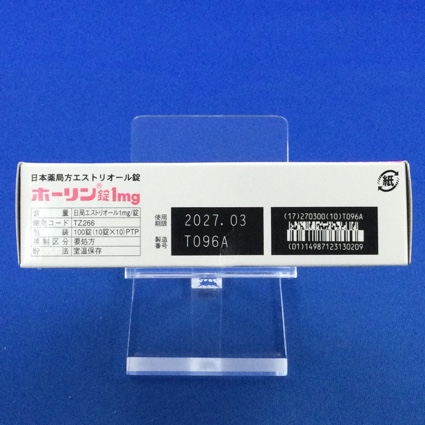 日本薬局方エストリオール錠
ホーリン®錠1mg
含量 日局エストリオール1mg/錠
識別コード TZ266
包装 100錠(10錠×10)PTP
規制区分 要処方
貯法 室温保存
使用期限 2027.03
製造番号 T096A
(17)270300(10)T096A
(01)14987123130209
紙